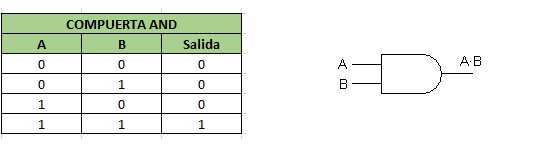 COMPUERTA AND
A B Salida
0 0 0
0 1 0
1 0 0
1 1 1
A
B
A·B